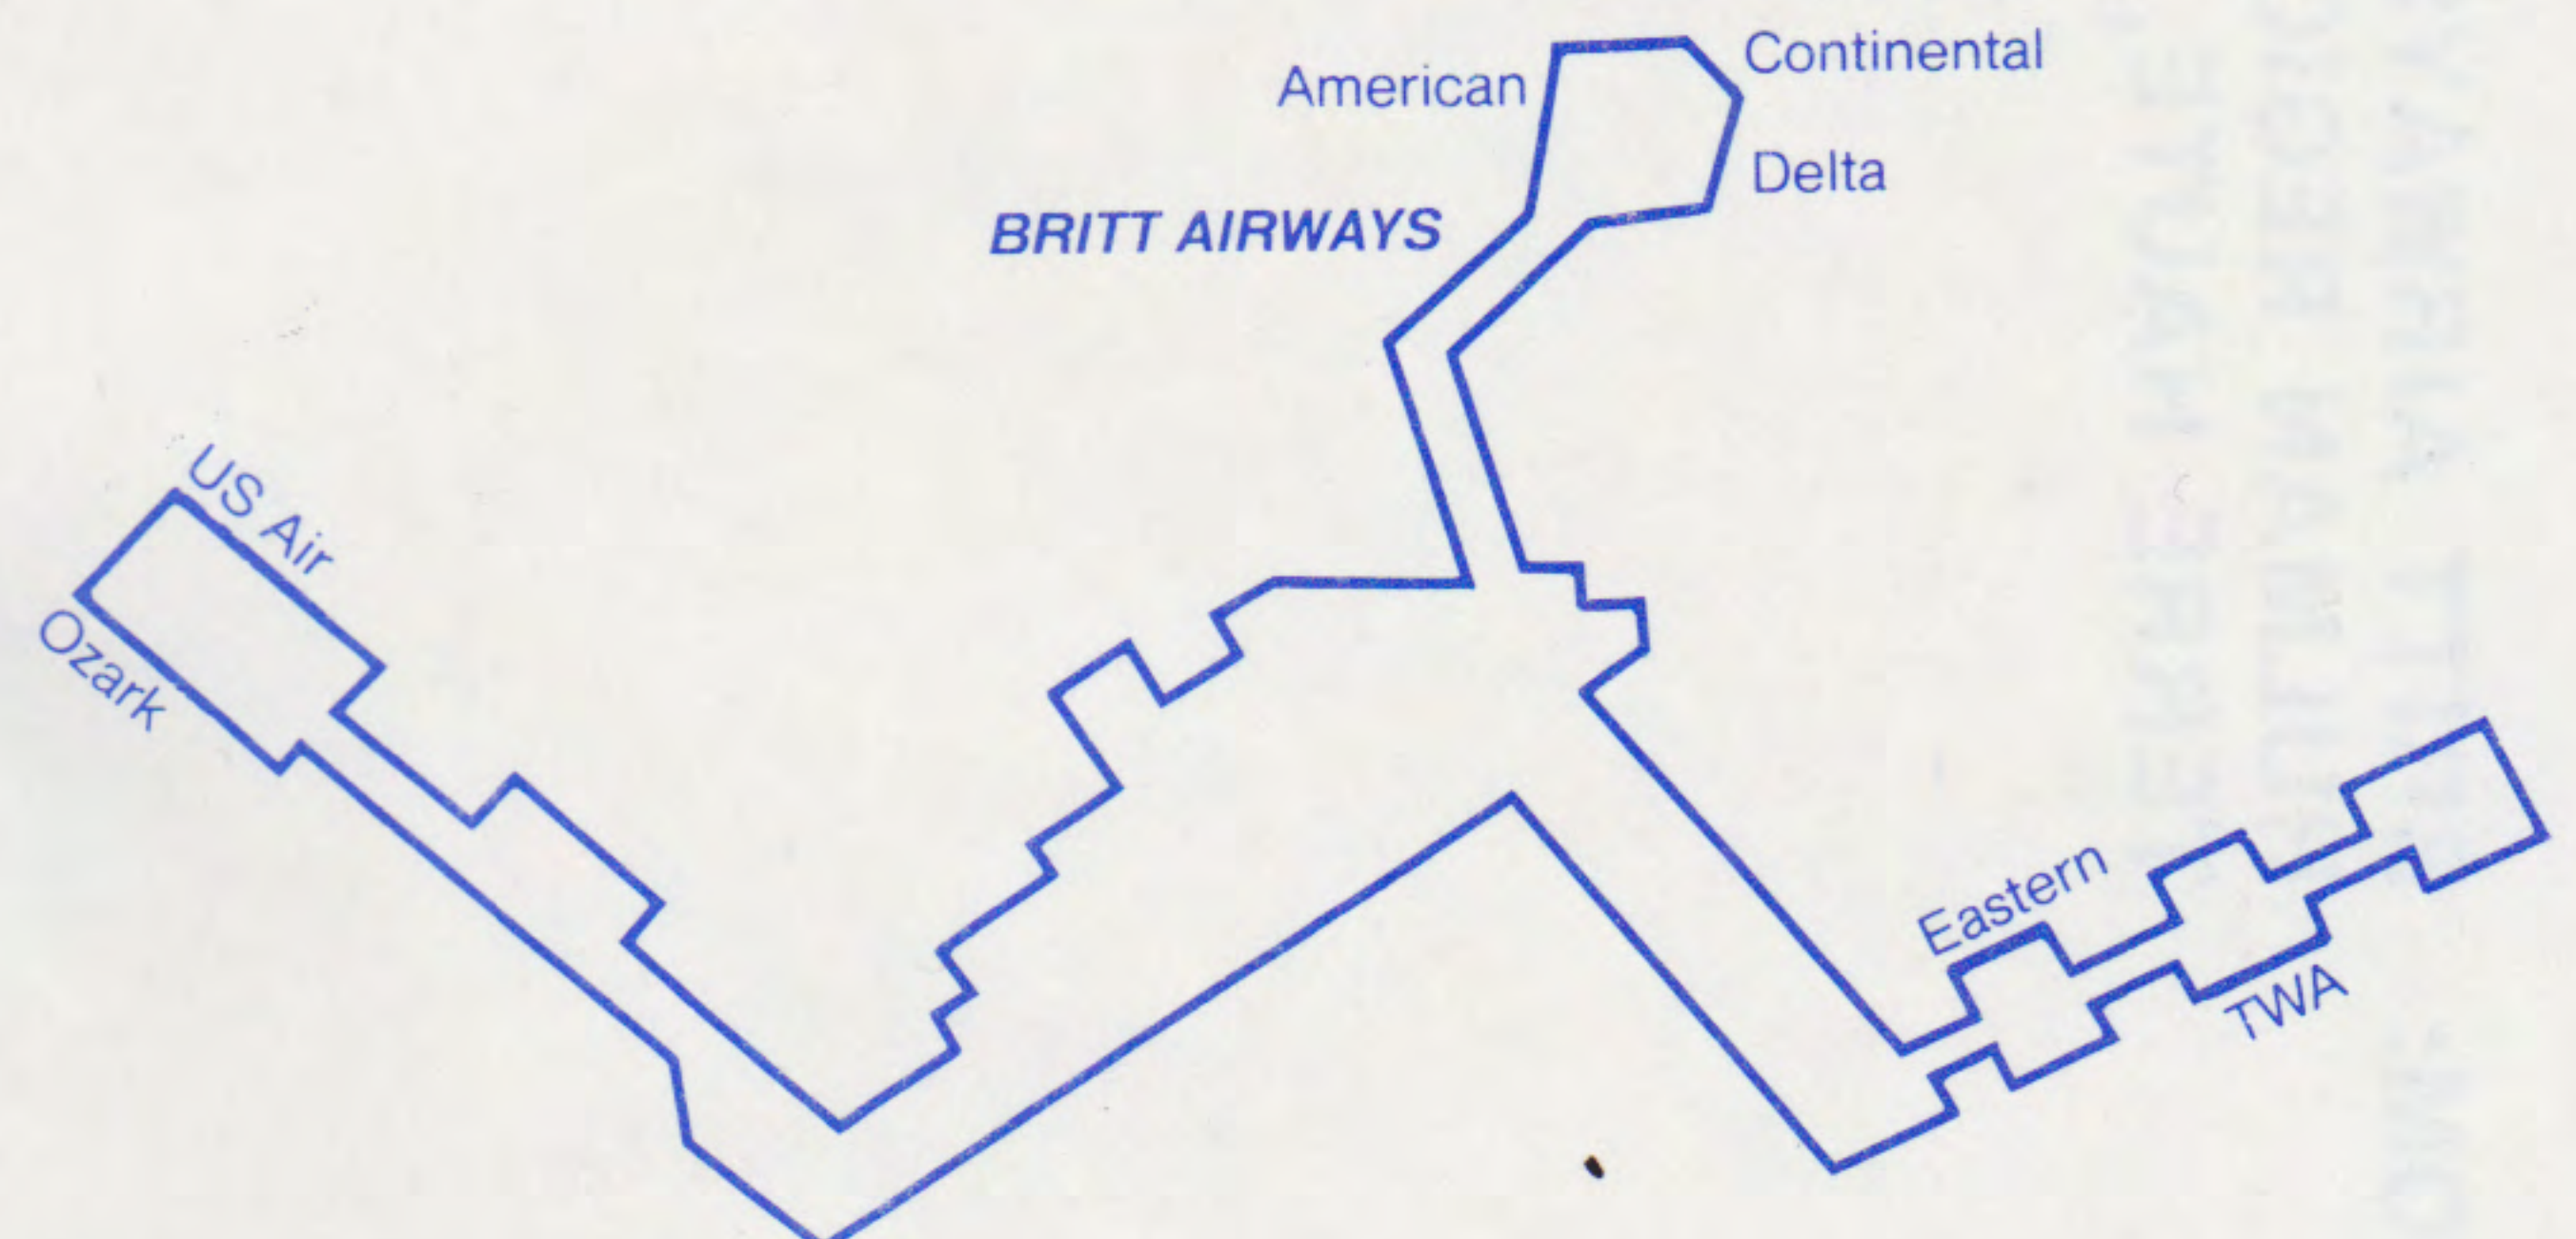 Continental
American
Delta
BRITT AIRWAYS
US Air
Ozark
Eastern
TWA